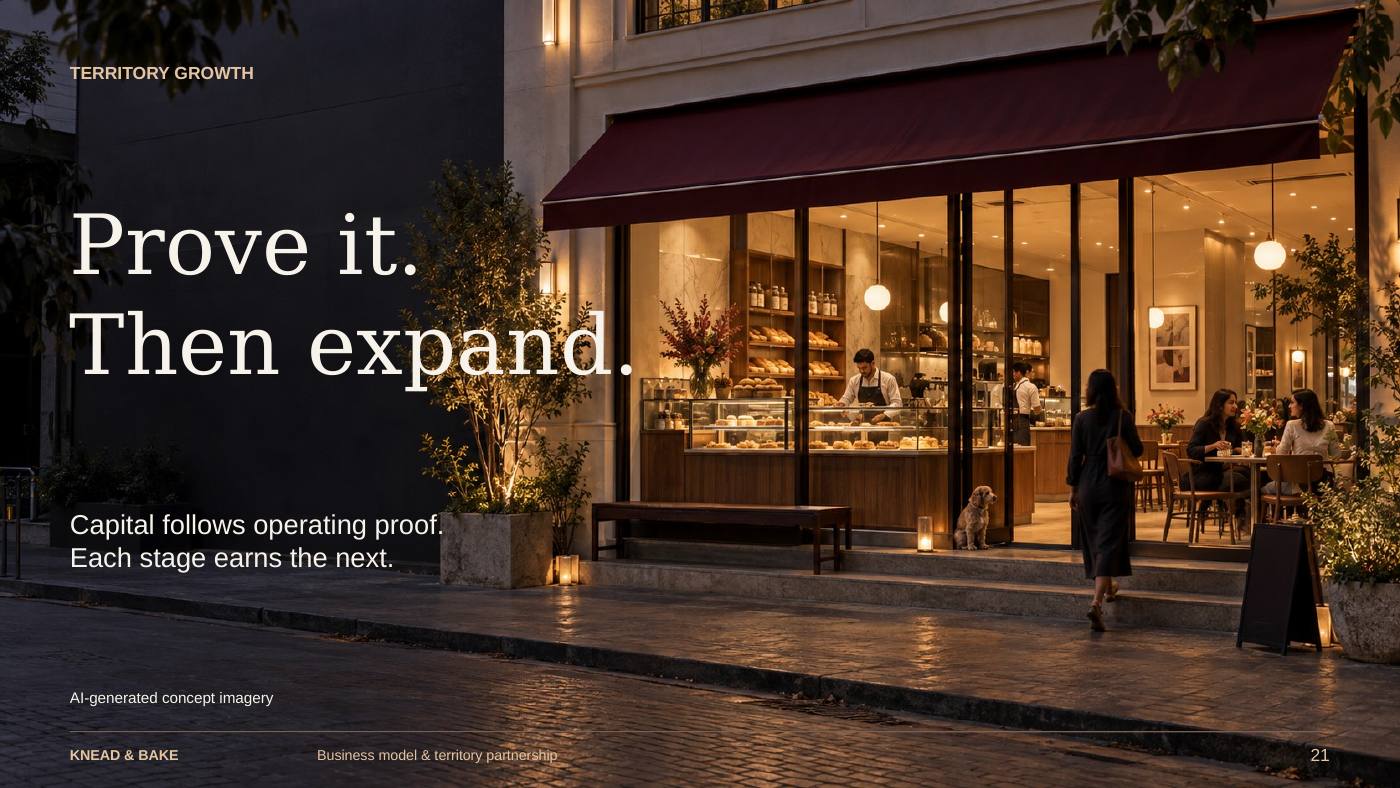 TERRITORY GROWTH
Prove it.
Then expand.
Capital follows operating proof.
Each stage earns the next.
AI-generated concept imagery
KNEAD & BAKE
Business model & territory partnership
21